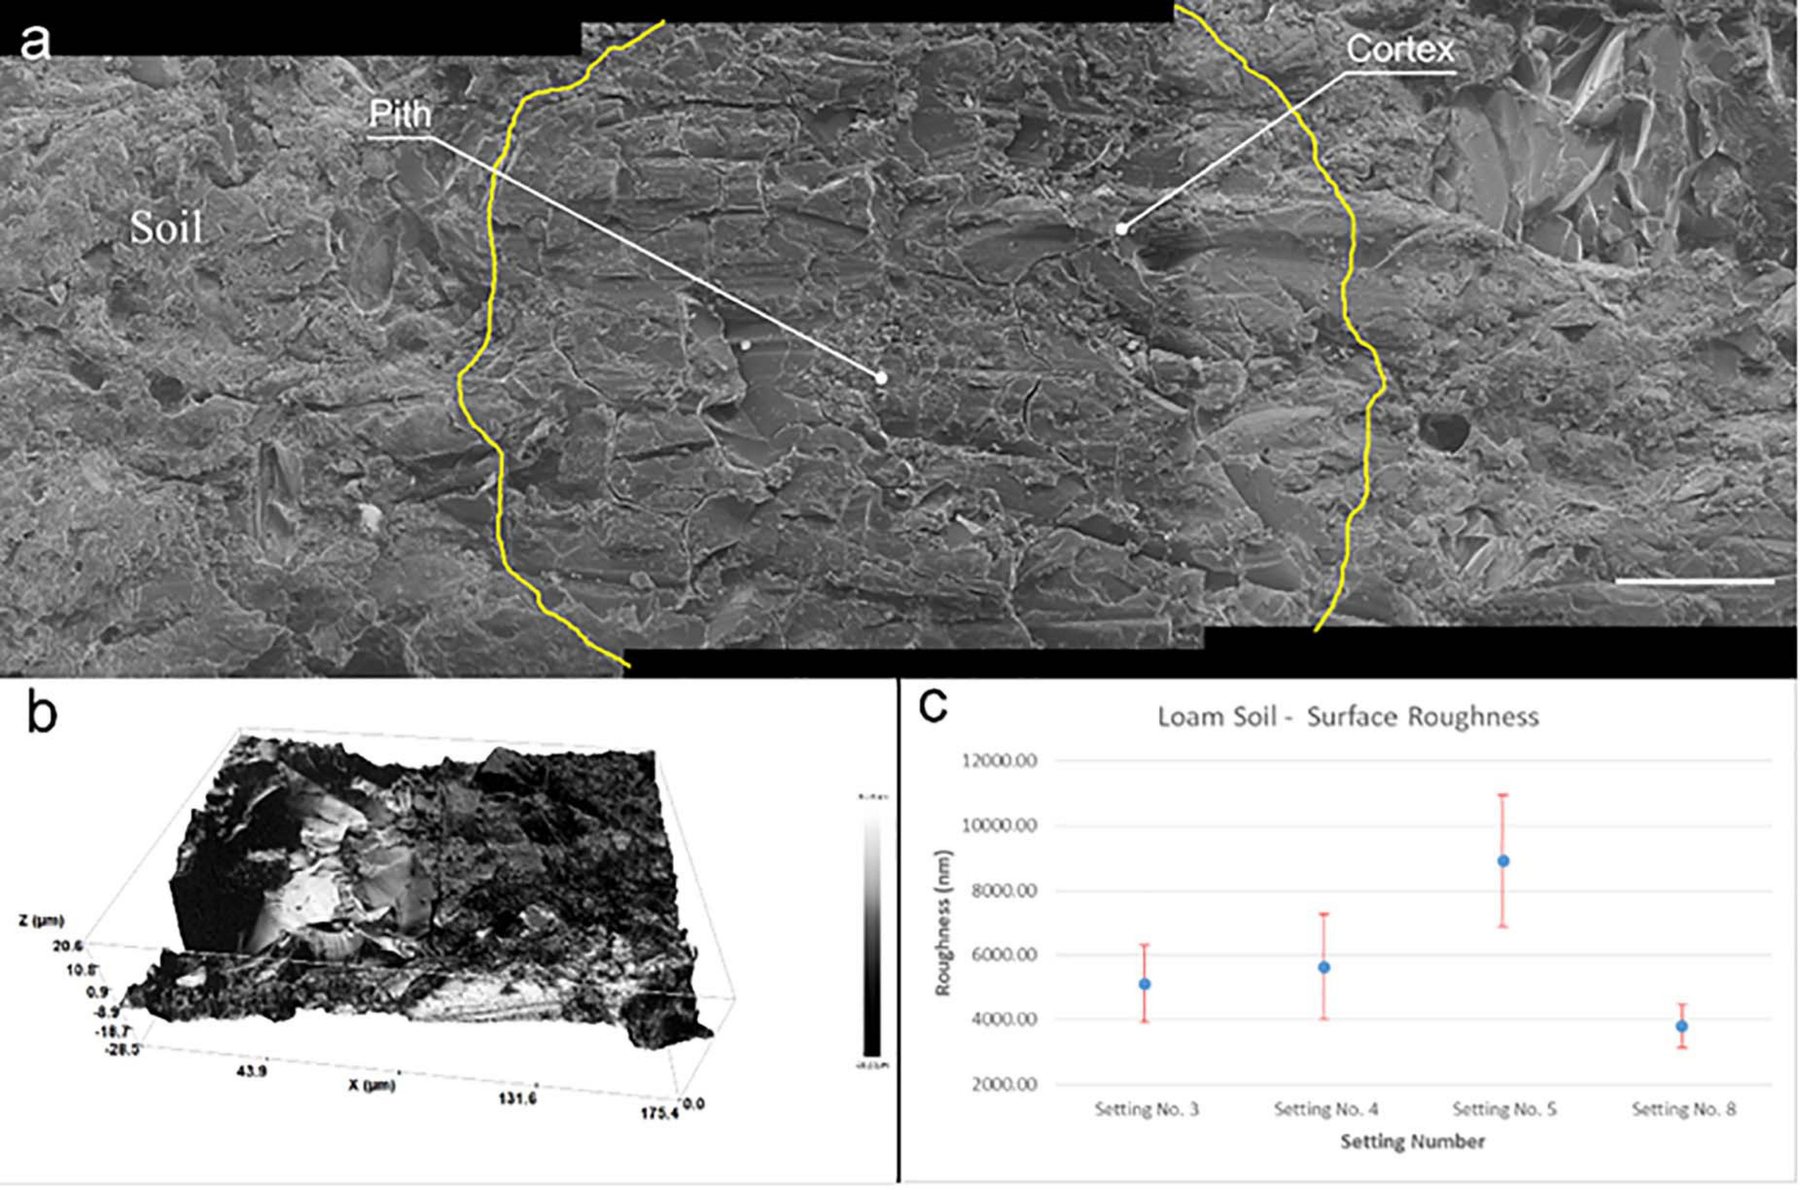 a
Cortex
Pith
Soil
b
Z (µm)
20.6
10.8
0.9
-8.9
-18.7
-28.5
43.9
X (µm)
131.6
175.4
0.0
c
Loam Soil - Surface Roughness
12000.00
10000.00
8000.00
6000.00
4000.00
2000.00
Roughness (nm)
Setting No. 3
Setting No. 4
Setting No. 5
Setting No. 8
Setting Number